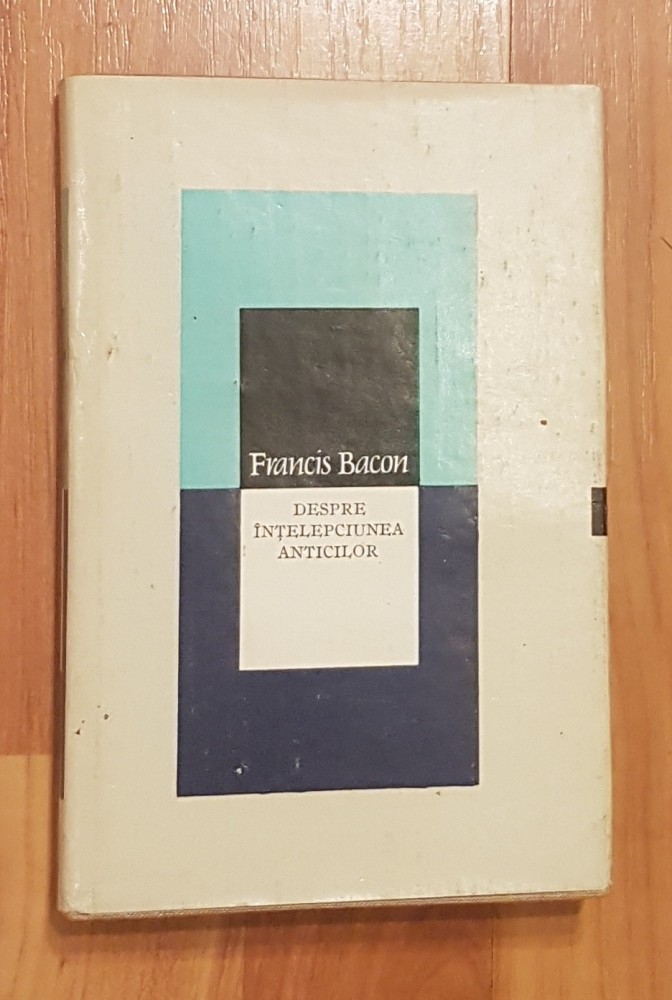 Francis Bacon
DESPRE
ÎNȚELEPCIUNEA
ANTICILOR